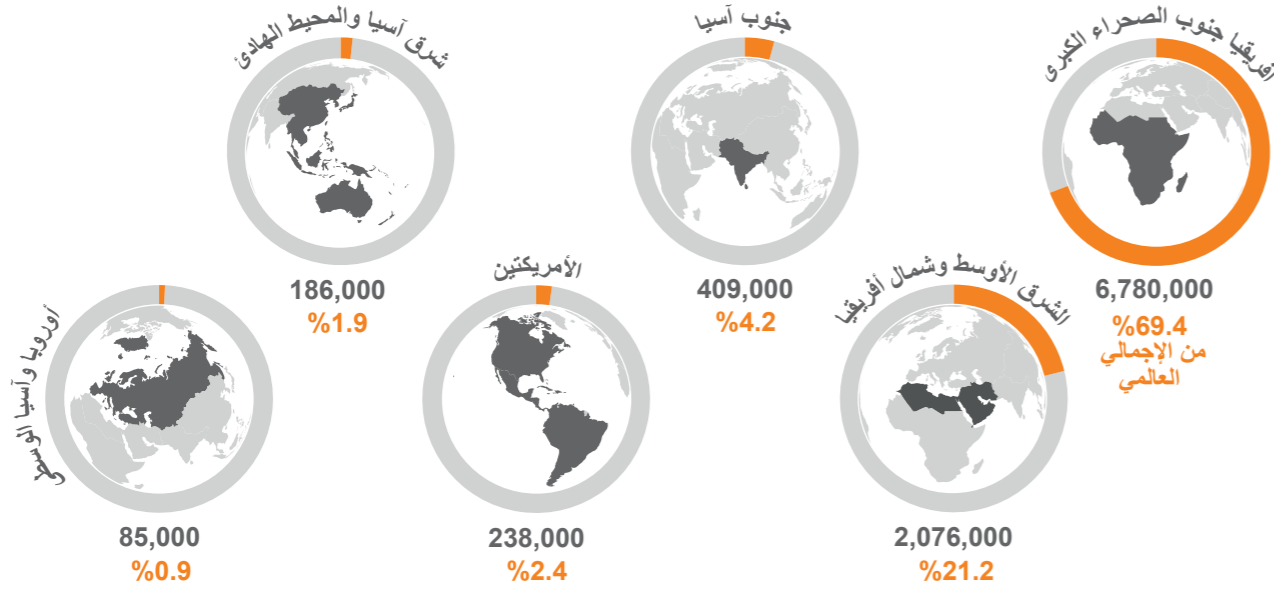 أفريقيا جنوب الصحراء الكبرى
6,780,000
%69.4
من الإجمالي
العالمي
الشرق الأوسط وشمال أفريقيا
2,076,000
%21.2
جنوب آسيا
409,000
%4.2
الأمريكتين
238,000
%2.4
شرق آسيا والمحيط الهادئ
186,000
%1.9
أوروبا وآسيا الوسطى
85,000
%0.9